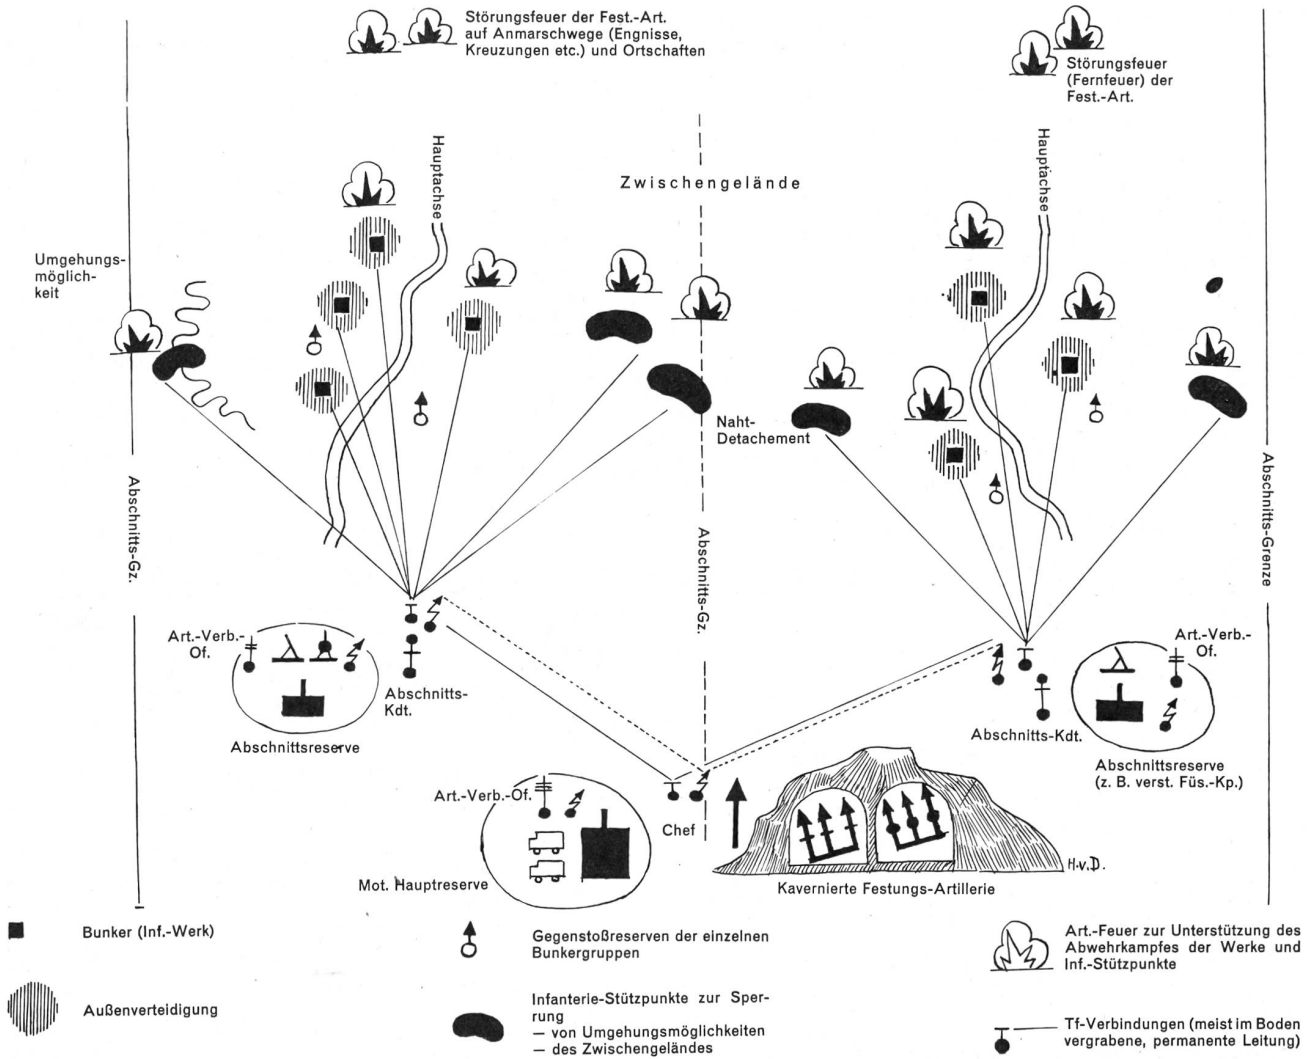 Störungsfeuer der Fest.-Art.
auf Anmarschwege (Engnisse,
Kreuzungen etc.) und Ortschaften
Störungsfeuer
(Fernfeuer) der
Fest.-Art.
Hauptachse
Zwischengelände
Hauptachse
Umgehungs-
möglich-
keit
Naht-
Detachement
Abschnitts-Gz.
Abschnitts-Gz.
Abschnitts-Grenze
Art.-Verb.-
Of.
Abschnitts-
Kdt.
Abschnittsreserve
Art.-Verb.-
Of.
Abschnitts-Kdt.
Abschnittsreserve
(z. B. verst. Füs.-Kp.)
Art.-Verb.-Of.
Chef
Mot. Hauptreserve
H.v.D.
Kavernierte Festungs-Artillerie
Bunker (Inf.-Werk)
Außenverteidigung
Gegenstoßreserven der einzelnen
Bunkergruppen
Infanterie-Stützpunkte zur Sper-
rung
— von Umgehungsmöglichkeiten
— des Zwischengeländes
Art.-Feuer zur Unterstützung des
Abwehrkampfes der Werke und
Inf.-Stützpunkte
Tf-Verbindungen (meist im Boden
vergrabene, permanente Leitung)